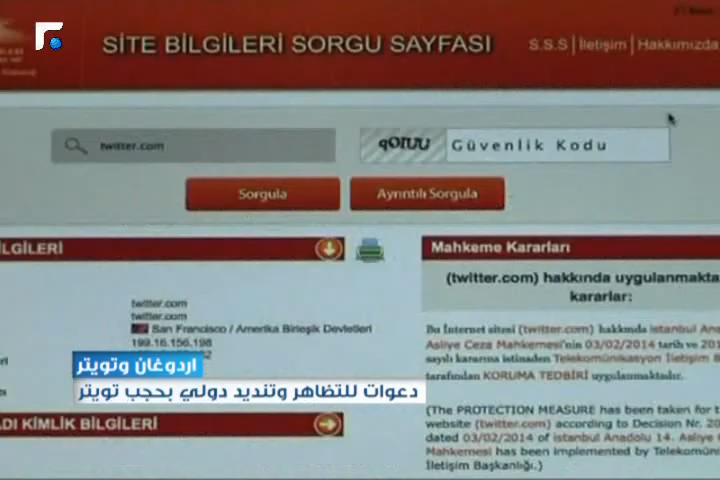 SİTE BİLGİLERİ SORGU SAYFASI
S.S.S | İletişim | Hakkımızda
twitter.com
Güvenlik Kodu
Sorgula
Ayrıntılı Sorgula
BİLGİLERİ
Mahkeme Kararları
(twitter.com) hakkında uygulanmakta
kararlar:
twitter.com
twitter.com
San Francisco / Amerika Birleşik Devletleri
199.16.156.198
Bu İnternet sitesi (twitter.com) hakkında İstanbul Ana
Asliye Ceza Mahkemesi'nin 03/02/2014 tarih ve 201
sayılı kararına istinaden Telekomünikasyon İletişim B
tarafından KORUMA TEDBİRİ uygulanmaktadır.
اردوغان وتويتر
دعوات للتظاهر وتنديد دولي بحجب تويتر
ADI KİMLİK BİLGİLERİ
(The PROTECTION MEASURE has been taken for t
website (twitter.com) according to Decision Nr. 20
dated 03/02/2014 of İstanbul Anadolu 14. Asliye
Mahkemesi has been implemented by Telekomüni
İletişim Başkanlığı.)